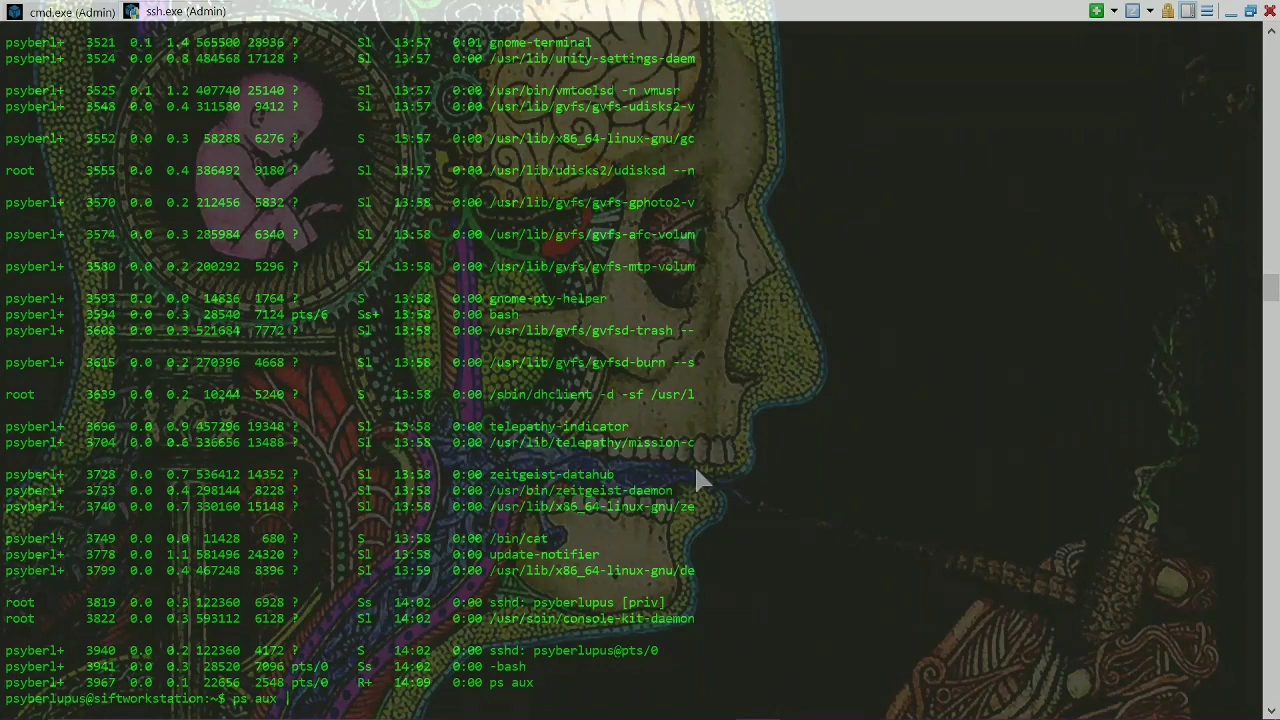 cmd.exe (Admin) ssh.exe (Admin)
psyberl+ 3521 0.1 1.4 565500 28936 ? Sl 13:57 0:01 gnome-terminal
psyberl+ 3524 0.0 0.8 484568 17128 ? Sl 13:57 0:00 /usr/lib/unity-settings-daem
psyberl+ 3525 0.1 1.2 407740 25140 ? Sl 13:57 0:00 /usr/bin/vmtoolsd -n vmusr
psyberl+ 3548 0.0 0.4 311580 9412 ? Sl 13:57 0:00 /usr/lib/gvfs/gvfs-udisks2-v
psyberl+ 3552 0.0 0.3 58288 6276 ? S 13:57 0:00 /usr/lib/x86_64-linux-gnu/gc
root 3555 0.0 0.4 386492 9180 ? Sl 13:57 0:00 /usr/lib/udisks2/udisksd --n
psyberl+ 3570 0.0 0.2 212456 5832 ? Sl 13:57 0:00 /usr/lib/gvfs/gvfs-gphoto2-v
psyberl+ 3574 0.0 0.3 285984 6340 ? Sl 13:58 0:00 /usr/lib/gvfs/gvfs-afc-volum
psyberl+ 3580 0.0 0.2 200292 5296 ? Sl 13:58 0:00 /usr/lib/gvfs/gvfs-mtp-volum
psyberl+ 3593 0.0 0.0 14836 1764 ? S 13:58 0:00 gnome-pty-helper
psyberl+ 3594 0.0 0.3 28540 7124 pts/6 Ss+ 13:58 0:00 bash
psyberl+ 3608 0.0 0.3 521684 7772 ? Sl 13:58 0:00 /usr/lib/gvfs/gvfsd-trash --
psyberl+ 3615 0.0 0.2 270396 4668 ? Sl 13:58 0:00 /usr/lib/gvfs/gvfsd-burn --s
root 3639 0.0 0.2 10244 5240 ? S 13:58 0:00 /sbin/dhclient -d -sf /usr/l
psyberl+ 3696 0.0 0.9 457296 19348 ? Sl 13:58 0:00 telepathy-indicator
psyberl+ 3704 0.0 0.6 336656 13488 ? Sl 13:58 0:00 /usr/lib/telepathy/mission-c
psyberl+ 3728 0.0 0.7 536412 14352 ? Sl 13:58 0:00 zeitgeist-datahub
psyberl+ 3733 0.0 0.4 298144 8228 ? Sl 13:58 0:00 /usr/bin/zeitgeist-daemon
psyberl+ 3740 0.0 0.7 330160 15148 ? Sl 13:58 0:00 /usr/lib/x86_64-linux-gnu/ze
psyberl+ 3749 0.0 0.0 11428 680 ? S 13:58 0:00 /bin/cat
psyberl+ 3778 0.0 1.1 581496 24320 ? Sl 13:58 0:00 update-notifier
psyberl+ 3799 0.0 0.4 467248 8396 ? Sl 13:59 0:00 /usr/lib/x86_64-linux-gnu/de
root 3819 0.0 0.3 122360 6928 ? Ss 14:02 0:00 sshd: psyberlupus [priv]
root 3822 0.0 0.3 593112 6128 ? Sl 14:02 0:00 /usr/sbin/console-kit-daemon
psyberl+ 3940 0.0 0.2 122360 4172 ? S 14:02 0:00 sshd: psyberlupus@pts/0
psyberl+ 3941 0.0 0.3 28520 7096 pts/0 Ss 14:02 0:00 -bash
psyberl+ 3967 0.0 0.1 22656 2548 pts/0 R+ 14:09 0:00 ps aux
psyberlupus@siftworkstation:~$ ps aux |